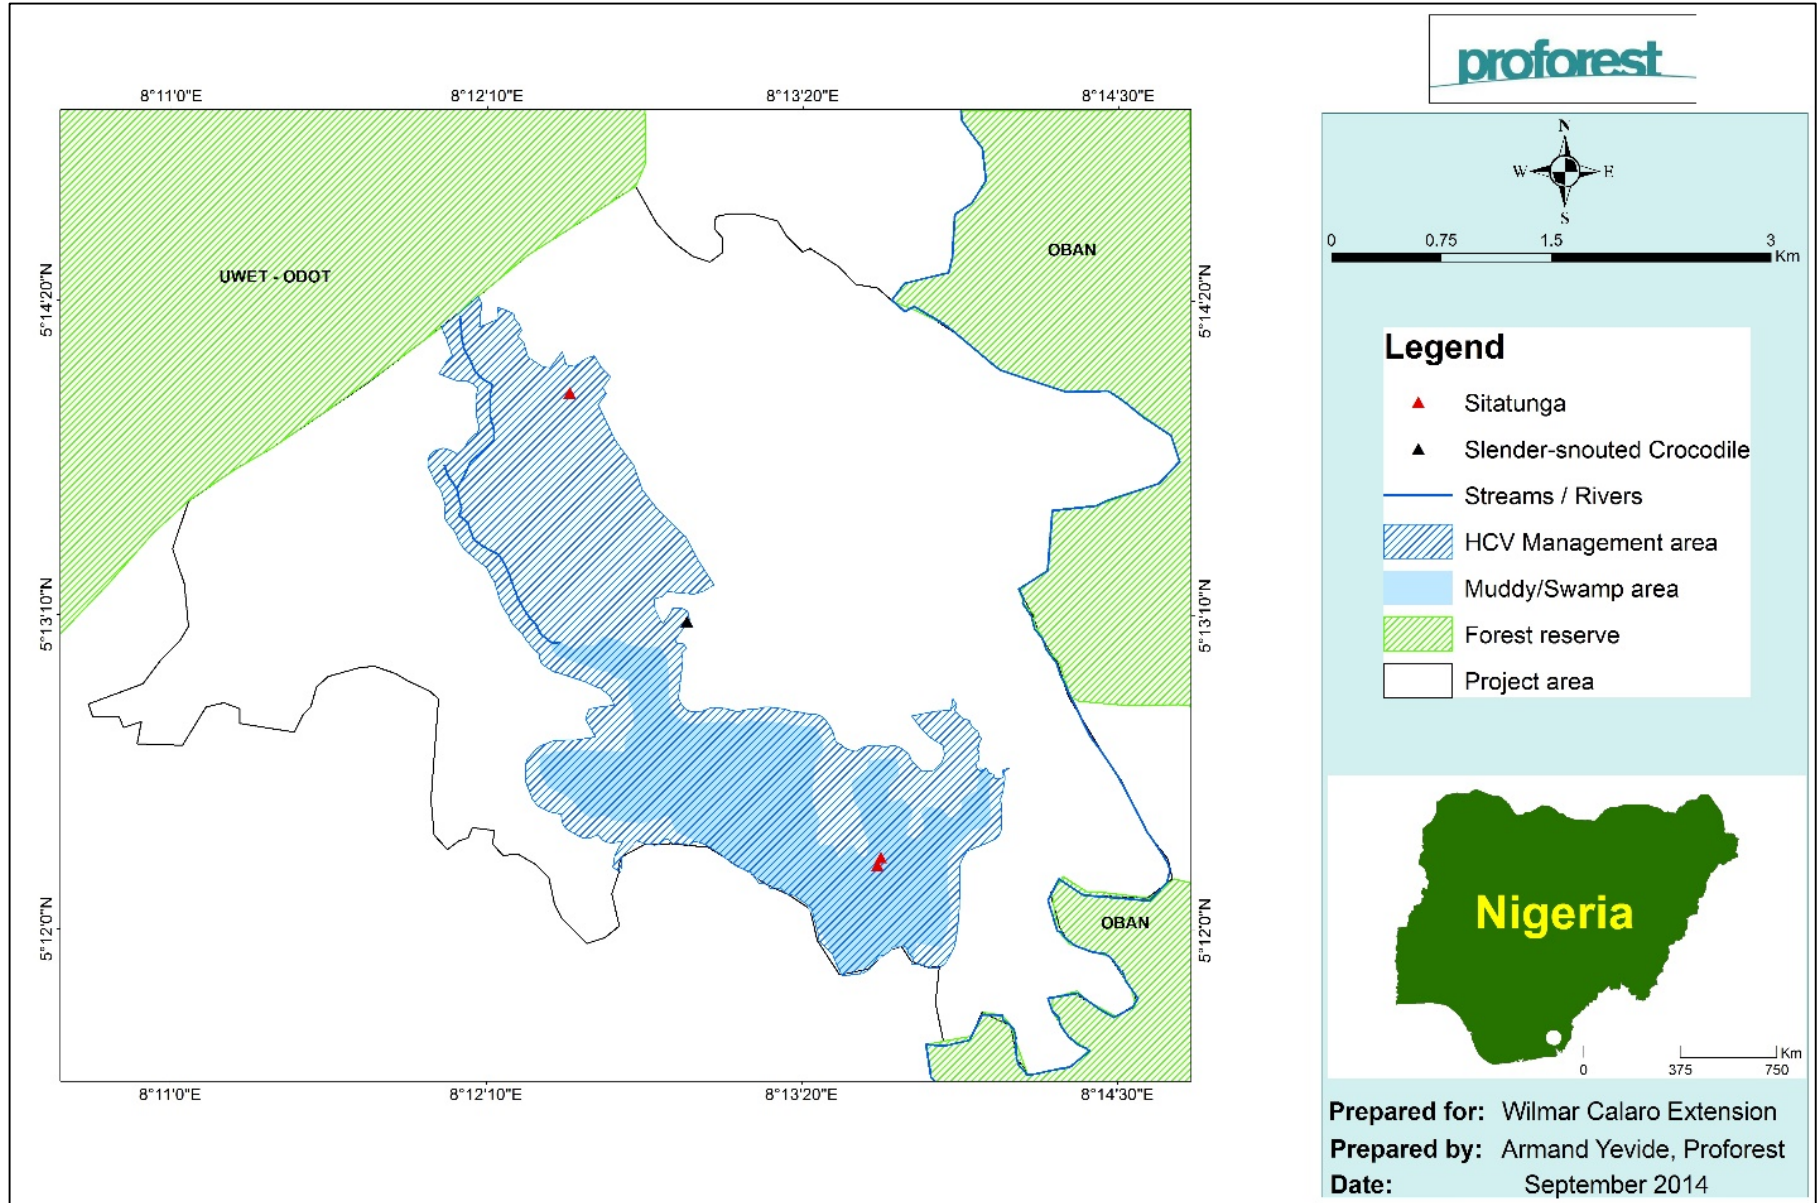 proforest
8°11'0"E
8°12'10"E
8°13'20"E
8°14'30"E
N
W
E
S
0
0.75
1.5
3
Km
UWET - ODOT
OBAN
5°14'20"N
5°14'20"N
Legend
Sitatunga
Slender-snouted Crocodile
Streams / Rivers
HCV Management area
Muddy/Swamp area
Forest reserve
Project area
5°13'10"N
5°13'10"N
OBAN
5°12'0"N
5°12'0"N
Nigeria
Km
0
375
750
8°11'0"E
8°12'10"E
8°13'20"E
8°14'30"E
Prepared for: Wilmar Calaro Extension
Prepared by: Armand Yevide, Proforest
Date: September 2014